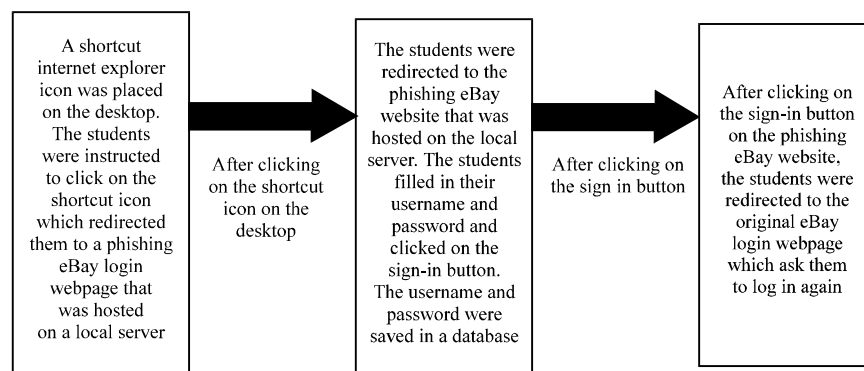 A shortcut
internet explorer
icon was placed
on the desktop.
The students
were instructed
to click on the
shortcut icon
which redirected
them to a phishing
eBay login
webpage that
was hosted
on a local server
After clicking
on the shortcut
icon on the
desktop
The students were
redirected to the
phishing eBay
website that was
hosted on the local
server. The students
filled in their
username and
password and
clicked on the
sign-in button.
The username and
password were
saved in a database
After clicking on
the sign in button
After clicking on
the sign-in button
on the phishing
eBay website,
the students were
redirected to the
original eBay
login webpage
which ask them
to log in again